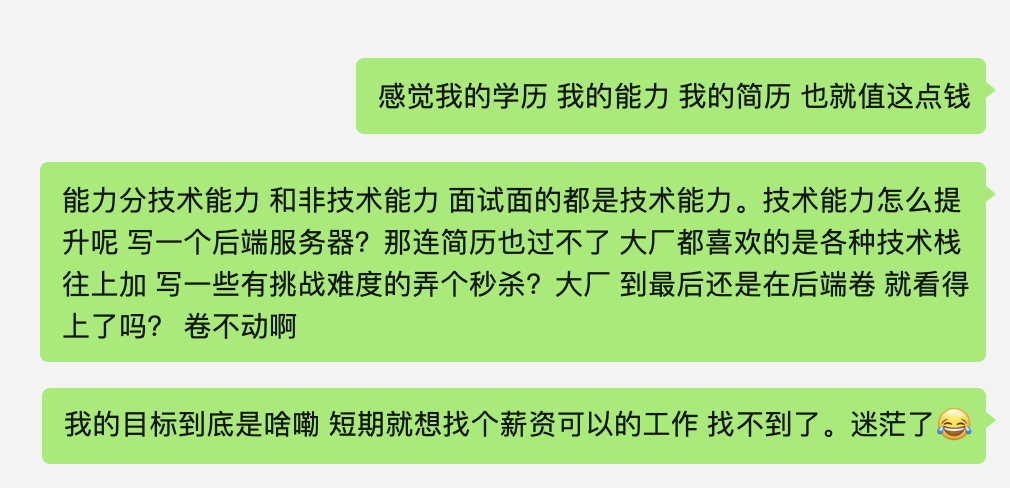 感觉我的学历 我的能力 我的简历 也就值这点钱
能力分技术能力 和非技术能力 面试面的都是技术能力。技术能力怎么提
升呢 写一个后端服务器？那连简历也过不了 大厂都喜欢的是各种技术栈
往上加 写一些有挑战难度的弄个秒杀？大厂 到最后还是在后端卷 就看得
上了吗？ 卷不动啊
我的目标到底是啥嘞 短期就想找个薪资可以的工作 找不到了。迷茫了😂